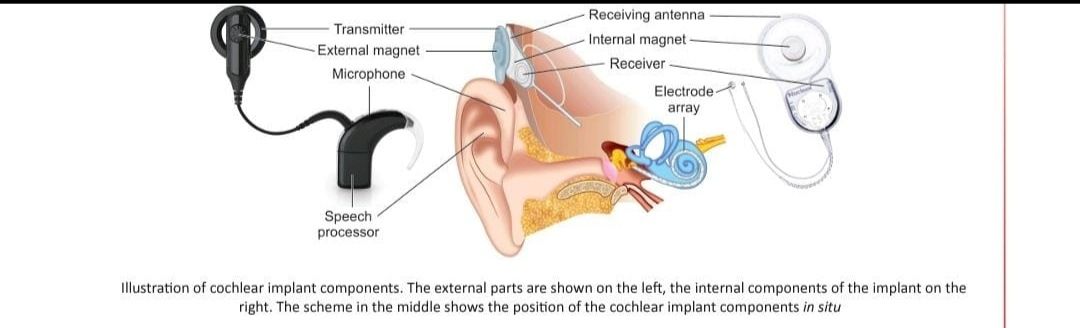 Transmitter
External magnet
Microphone
Speech
processor
Receiving antenna
Internal magnet
Receiver
Electrode
array
Illustration of cochlear implant components. The external parts are shown on the left, the internal components of the implant on the
right. The scheme in the middle shows the position of the cochlear implant components in situ